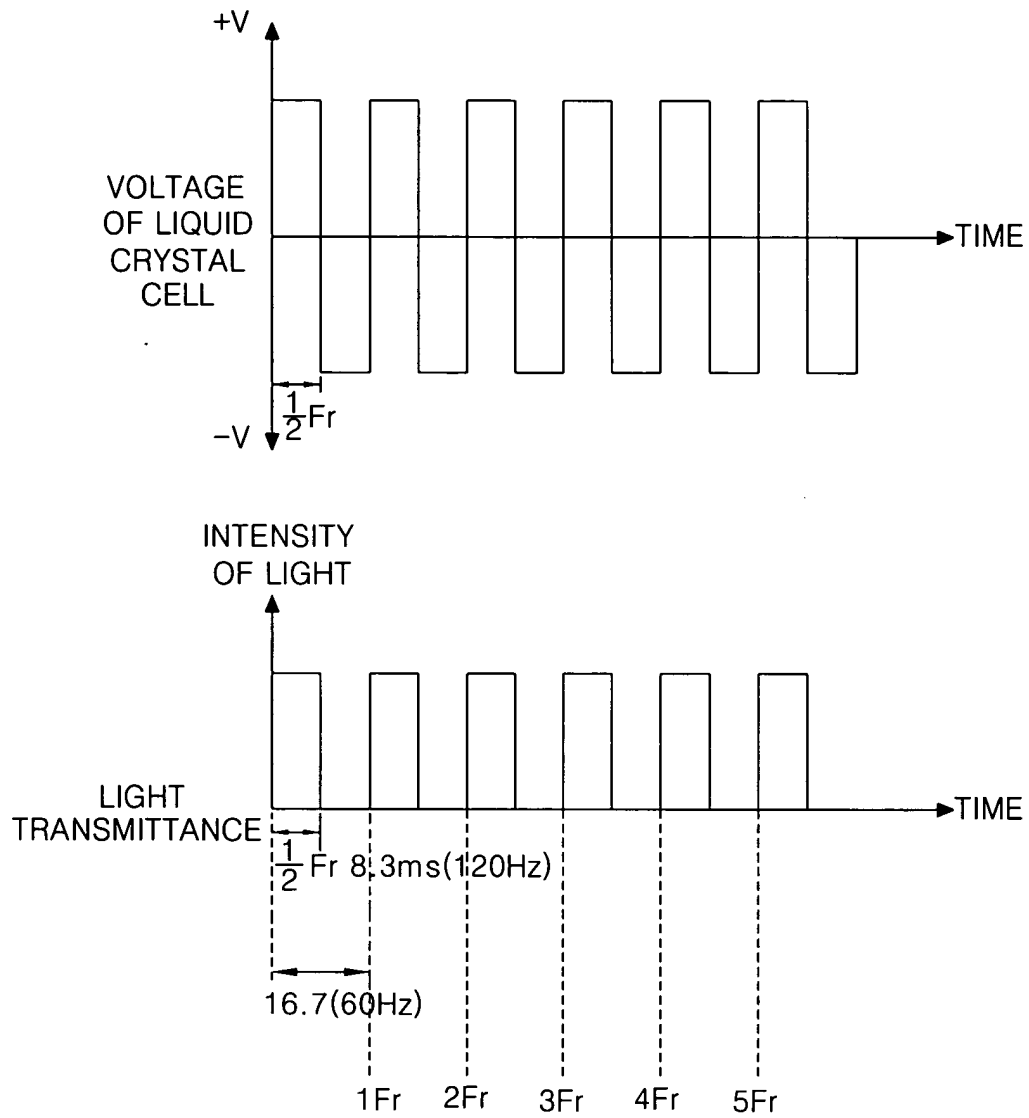 +V
VOLTAGE
OF LIQUID
CRYSTAL
CELL
TIME
1/2 Fr
−V
INTENSITY
OF LIGHT
LIGHT
TRANSMITTANCE
TIME
1/2 Fr 8.3ms(120Hz)
16.7(60Hz)
1Fr 2Fr 3Fr 4Fr 5Fr